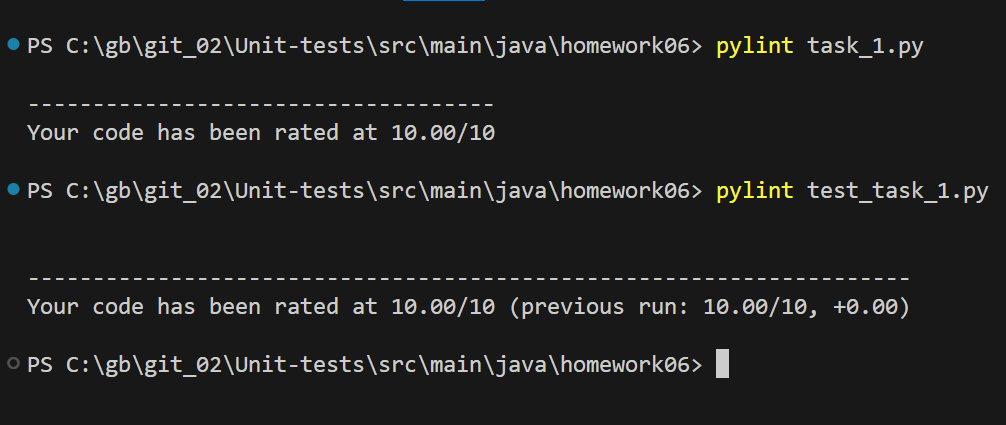 PS C:\gb\git_02\Unit-tests\src\main\java\homework06> pylint task_1.py
------------------------------------
Your code has been rated at 10.00/10
PS C:\gb\git_02\Unit-tests\src\main\java\homework06> pylint test_task_1.py
--------------------------------------------------------------------
Your code has been rated at 10.00/10 (previous run: 10.00/10, +0.00)
PS C:\gb\git_02\Unit-tests\src\main\java\homework06>